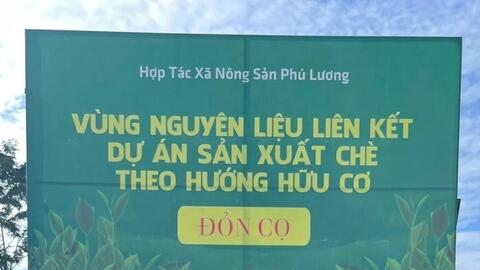 Hợp Tác Xã Nông Sản Phú Lương
VÙNG NGUYÊN LIỆU LIÊN KẾT
DỰ ÁN SẢN XUẤT CHÈ
THEO HƯỚNG HỮU CƠ
ĐỒN CỌ